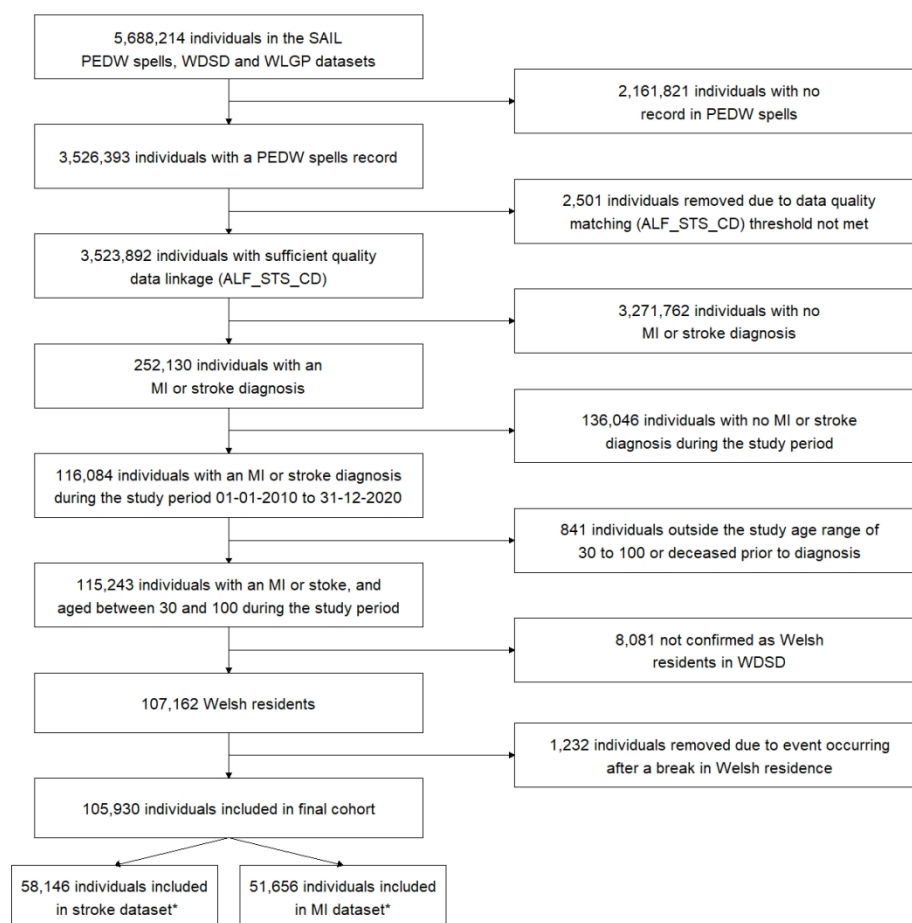 5,688,214 individuals in the SAIL
PEDW spells, WDSD and WLGP datasets
2,161,821 individuals with no
record in PEDW spells
3,526,393 individuals with a PEDW spells record
2,501 individuals removed due to data quality
matching (ALF_STS_CD) threshold not met
3,523,892 individuals with sufficient quality
data linkage (ALF_STS_CD)
3,271,762 individuals with no
MI or stroke diagnosis
252,130 individuals with an
MI or stroke diagnosis
136,046 individuals with no MI or stroke
diagnosis during the study period
116,084 individuals with an MI or stroke diagnosis
during the study period 01-01-2010 to 31-12-2020
841 individuals outside the study age range of
30 to 100 or deceased prior to diagnosis
115,243 individuals with an MI or stoke, and
aged between 30 and 100 during the study period
8,081 not confirmed as Welsh
residents in WDSD
107,162 Welsh residents
1,232 individuals removed due to event occurring
after a break in Welsh residence
105,930 individuals included in final cohort
58,146 individuals included
in stroke dataset*
51,656 individuals included
in MI dataset*